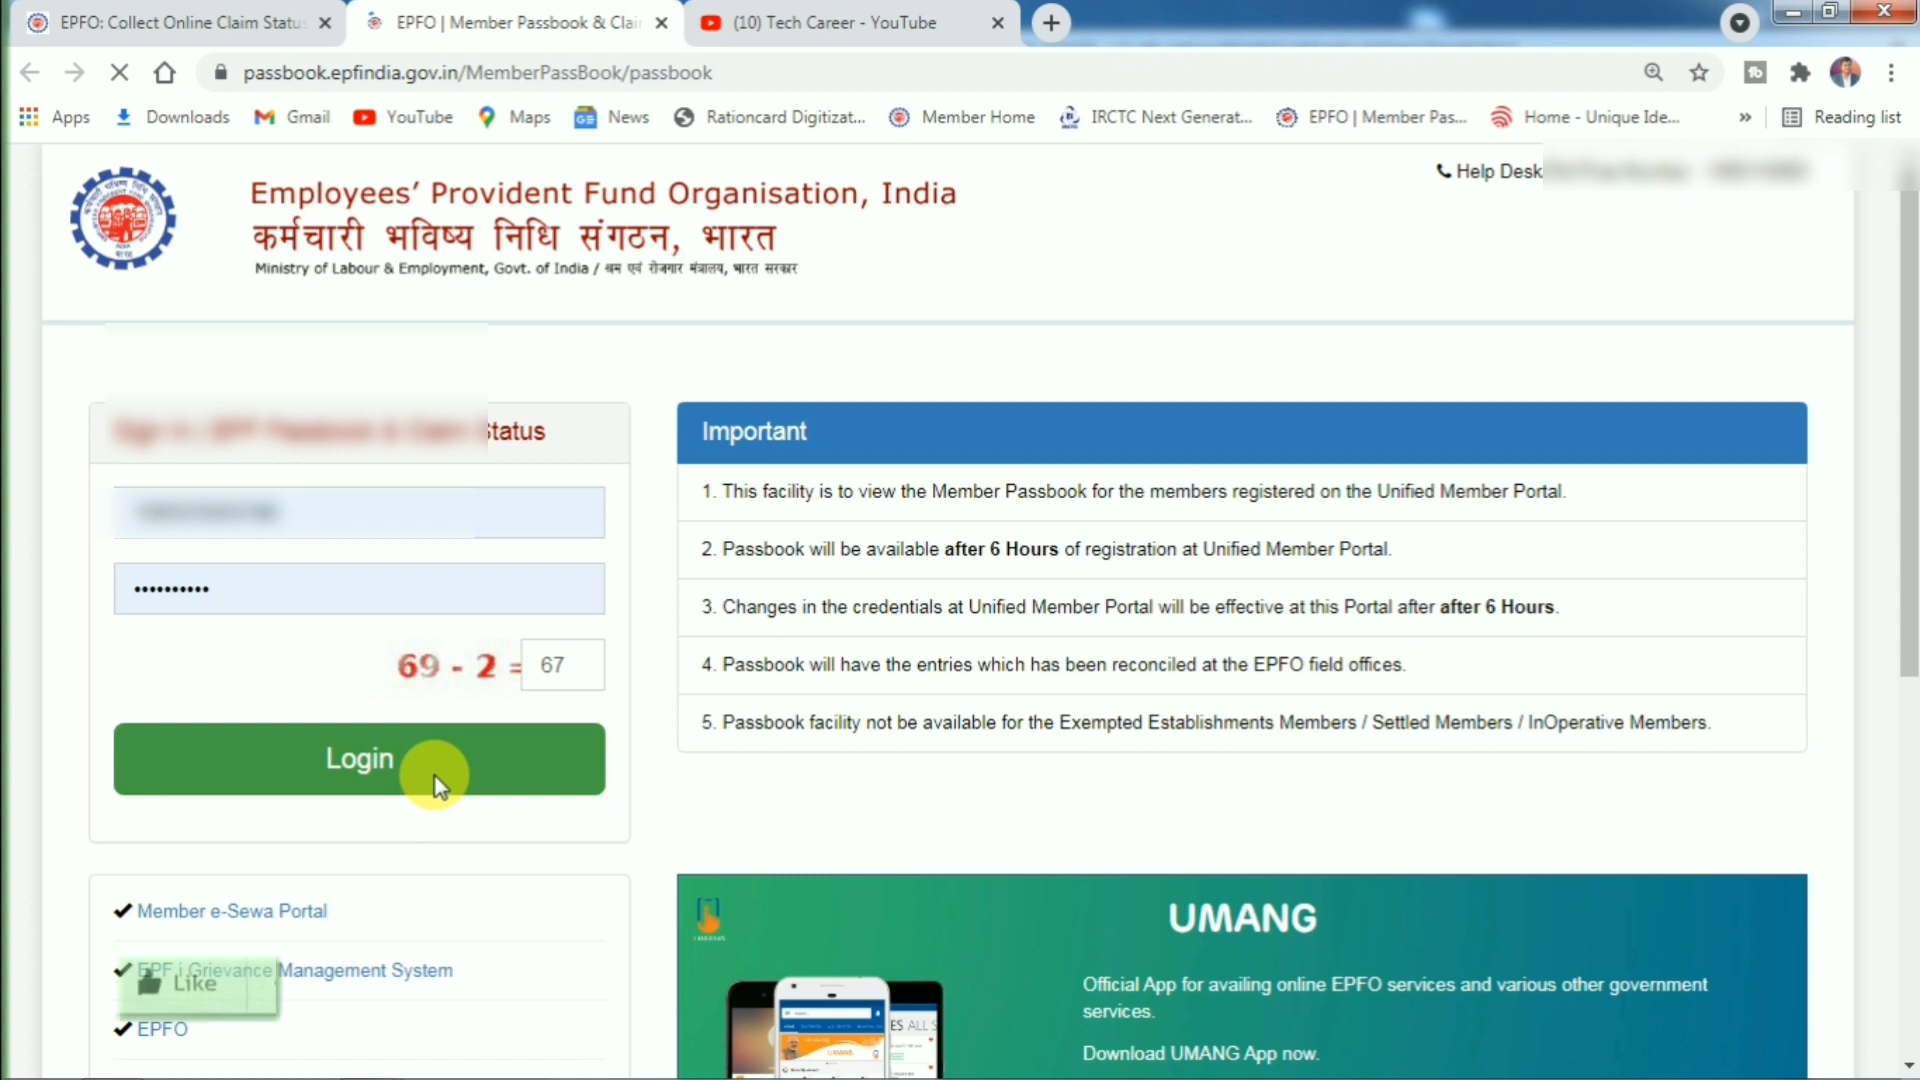 EPFO: Collect Online Claim Status
EPFO | Member Passbook & Clai
(10) Tech Career - YouTube
passbook.epfindia.gov.in/MemberPassBook/passbook
Apps
Downloads
Gmail
YouTube
Maps
News
Rationcard Digitizat...
Member Home
IRCTC Next Generat...
EPFO | Member Pas...
Home - Unique Ide...
»
Reading list
Help Desk
Employees' Provident Fund Organisation, India
कर्मचारी भविष्य निधि संगठन, भारत
Ministry of Labour & Employment, Govt. of India / श्रम एवं रोजगार मंत्रालय, भारत सरकार
Status
••••••••••
69 - 2 = 67
Login
Important
1. This facility is to view the Member Passbook for the members registered on the Unified Member Portal.
2. Passbook will be available after 6 Hours of registration at Unified Member Portal.
3. Changes in the credentials at Unified Member Portal will be effective at this Portal after after 6 Hours.
4. Passbook will have the entries which has been reconciled at the EPFO field offices.
5. Passbook facility not be available for the Exempted Establishments Members / Settled Members / InOperative Members.
Member e-Sewa Portal
EPF i Grievance Management System
Like
EPFO
UMANG
Official App for availing online EPFO services and various other government
services.
Download UMANG App now.
UMANG
ES ALL S